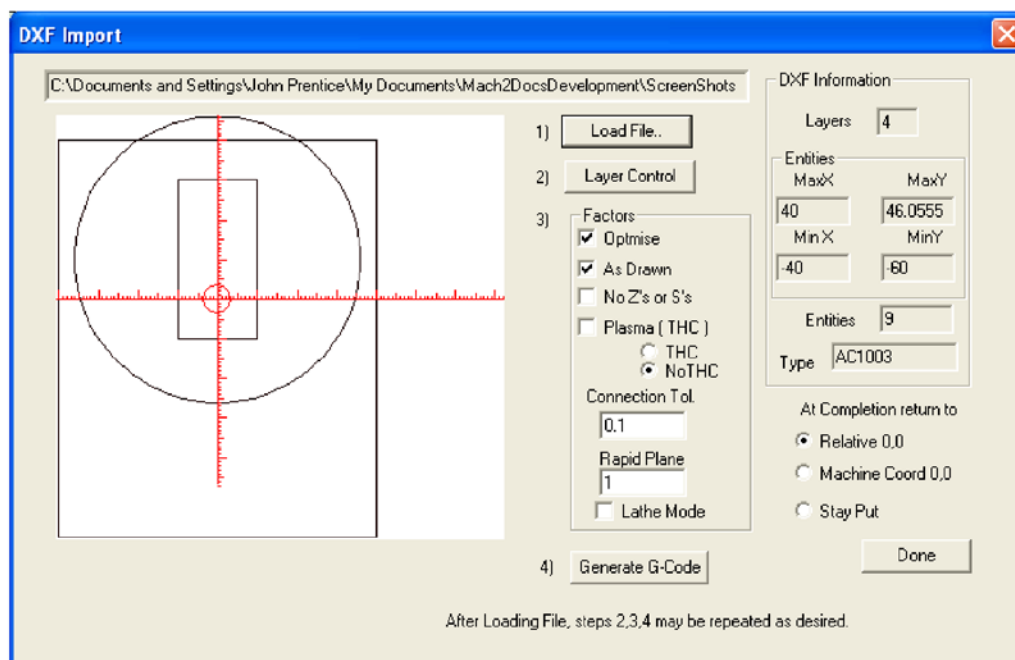 DXF Import
C:\Documents and Settings\John Prentice\My Documents\Mach2DocsDevelopment\ScreenShots
1) Load File..
2) Layer Control
3) Factors
Optmise
As Drawn
No Z's or S's
Plasma ( THC )
THC
NoTHC
Connection Tol.
0.1
Rapid Plane
1
Lathe Mode
4) Generate G-Code
DXF Information
Layers 4
Entities
MaxX MaxY
40 46.0555
Min X MinY
-40 -60
Entities 9
Type AC1003
At Completion return to
Relative 0,0
Machine Coord 0,0
Stay Put
Done
After Loading File, steps 2,3,4 may be repeated as desired.